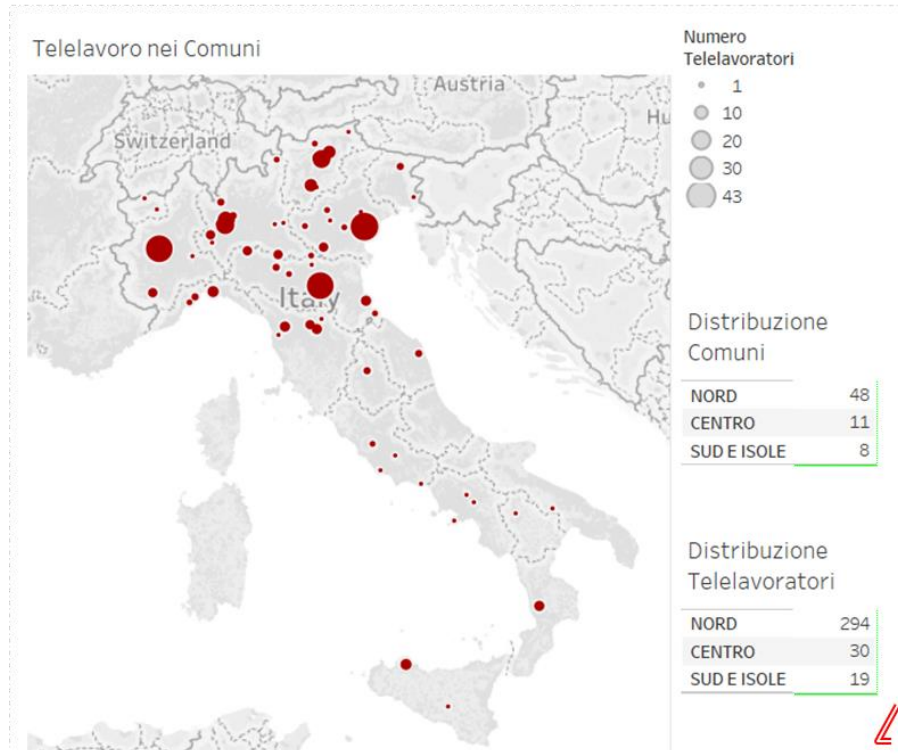 Telelavoro nei Comuni
Austria
Switzerland
Hu
Italy
Numero
Telelavoratori
1
10
20
30
43
Distribuzione
Comuni
NORD 48
CENTRO 11
SUD E ISOLE 8
Distribuzione
Telelavoratori
NORD 294
CENTRO 30
SUD E ISOLE 19